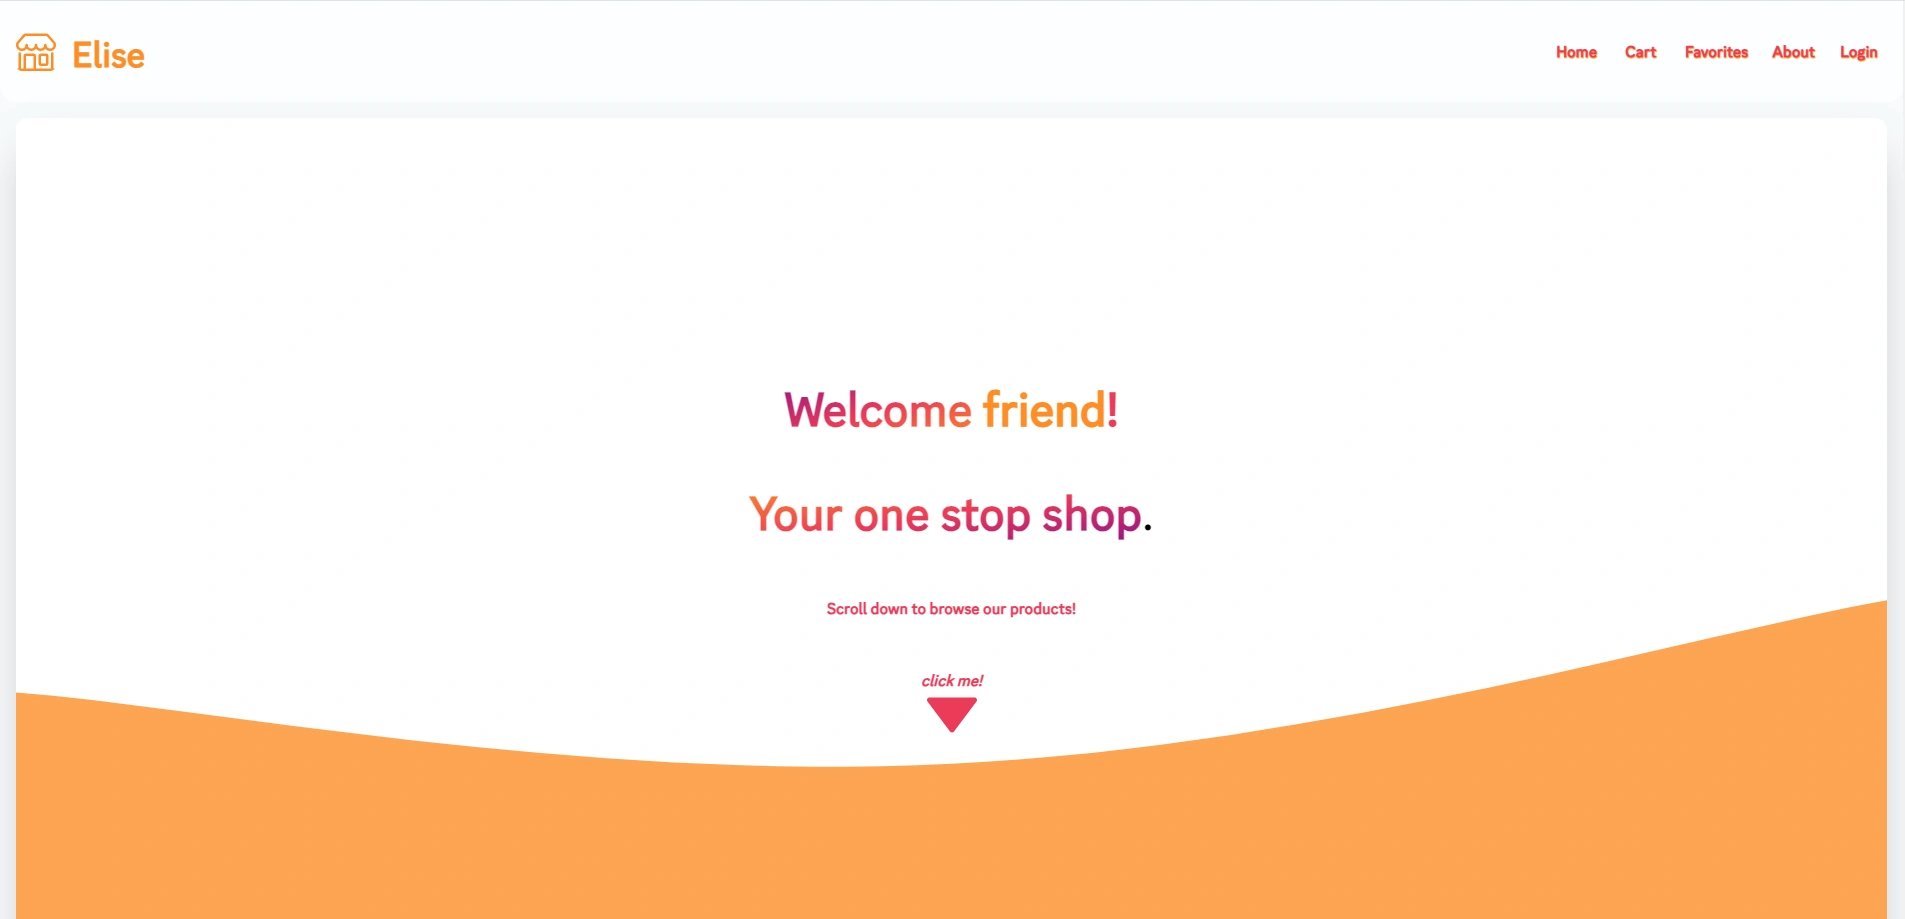 Elise
Home Cart Favorites About Login
Welcome friend!
Your one stop shop.
Scroll down to browse our products!
click me!